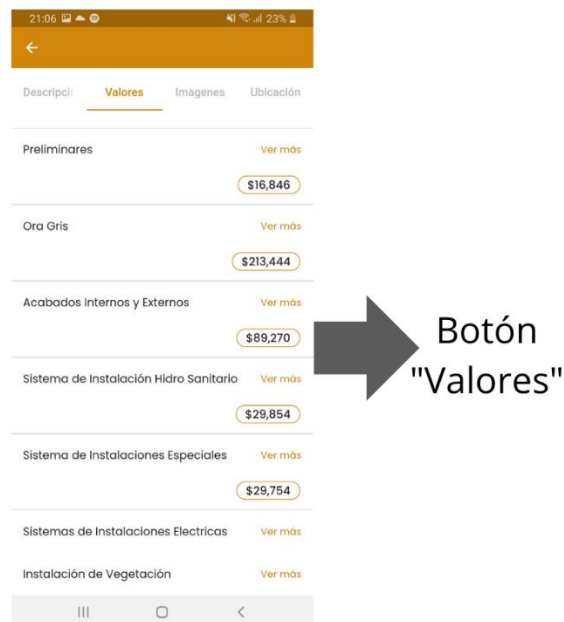 21:06 23%
Descripció Valores Imagenes Ubicación
Preliminares Ver más
$16,846
Ora Gris Ver más
$213,444
Acabados Internos y Externos Ver más
$89,270
Sistema de Instalación Hidro Sanitario Ver más
$29,854
Sistema de Instalaciones Especiales Ver más
$29,754
Sistemas de Instalaciones Electricas Ver más
Instalación de Vegetación Ver más
Botón
"Valores"